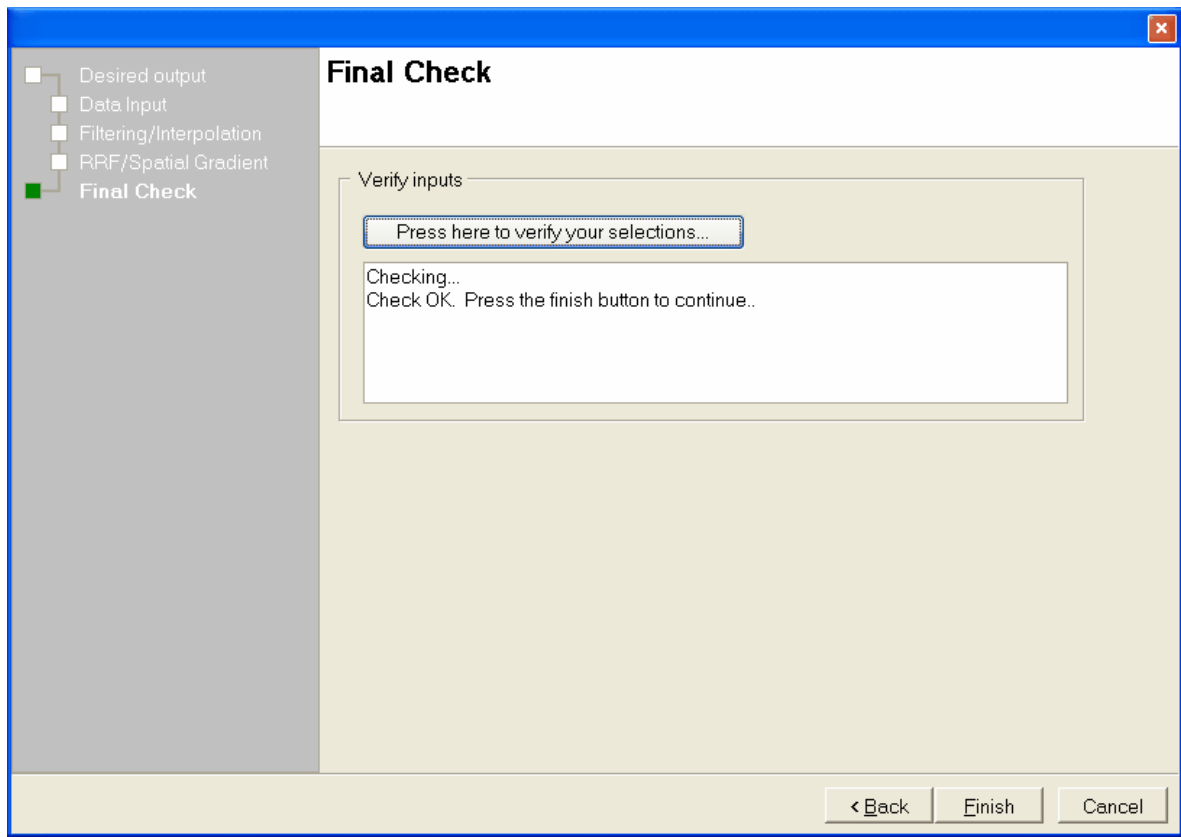 Desired output
Data Input
Filtering/Interpolation
RRF/Spatial Gradient
Final Check
Final Check
Verify inputs
Press here to verify your selections...
Checking...
Check OK.  Press the finish button to continue..
< Back
Finish
Cancel